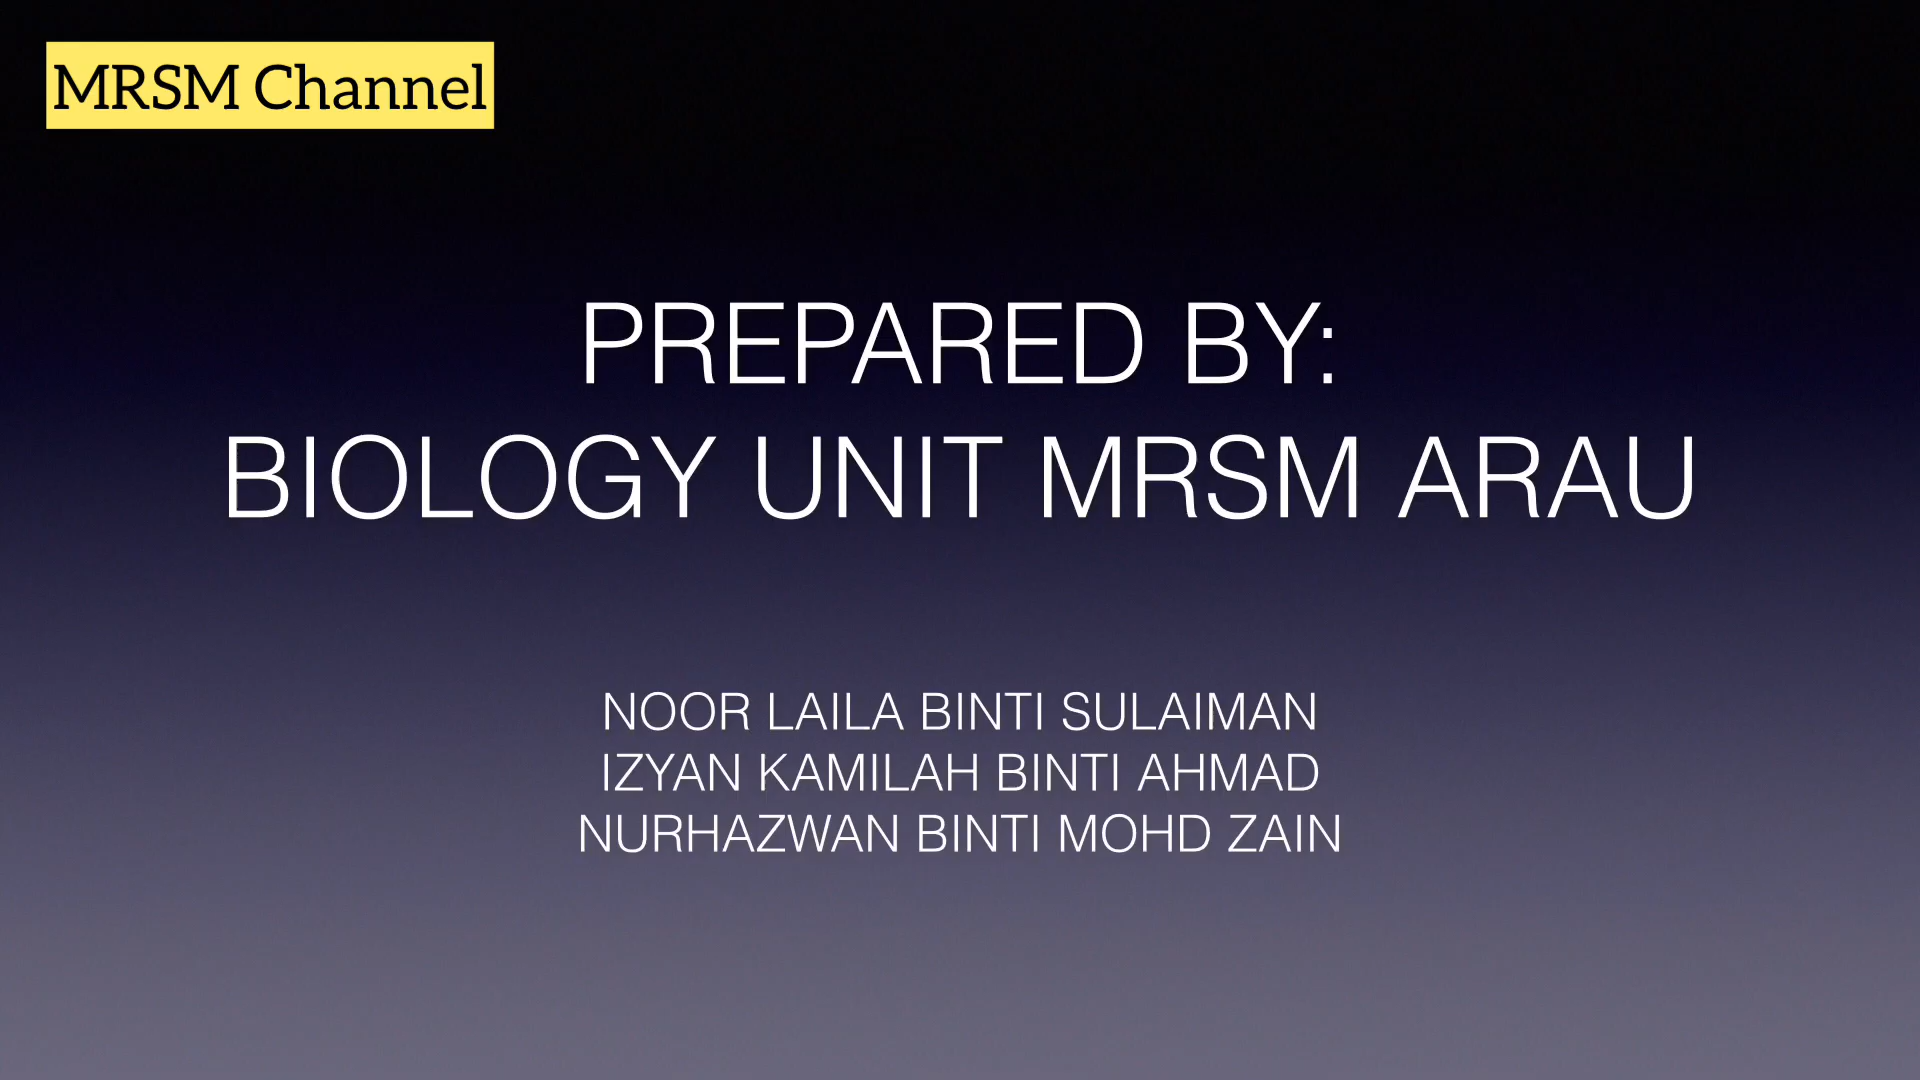 MRSM Channel
PREPARED BY:
BIOLOGY UNIT MRSM ARAU
NOOR LAILA BINTI SULAIMAN
IZYAN KAMILAH BINTI AHMAD
NURHAZWAN BINTI MOHD ZAIN